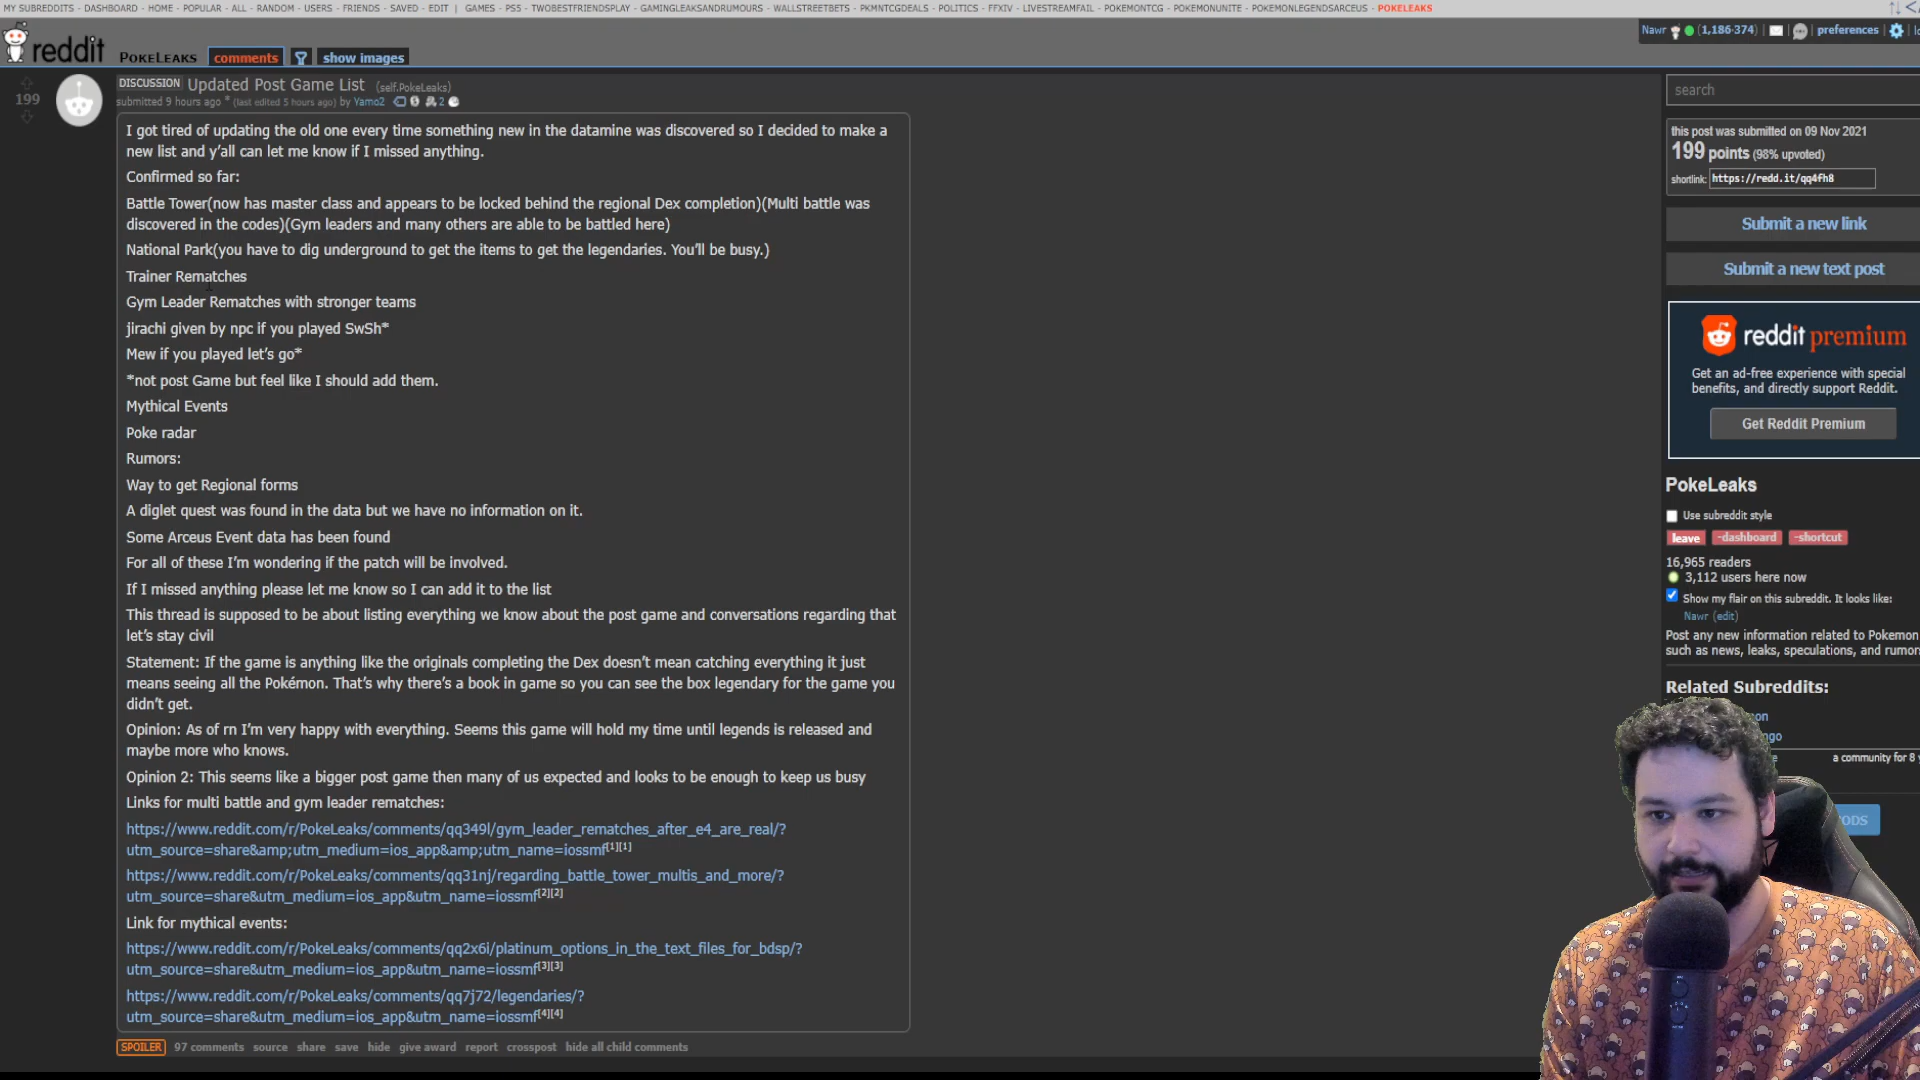 MY SUBREDDITS - DASHBOARD - HOME - POPULAR - ALL - RANDOM - USERS - FRIENDS - SAVED - EDIT | GAMES - PS5 - TWOBESTFRIENDSPLAY - GAMINGLEAKSANDRUMOURS - WALLSTREETBETS - PKMNTCGDEALS - POLITICS - FFXIV - LIVESTREAMFAIL - POKEMONTCG - POKEMONUNITE - POKEMONLEGENDSARCEUS - POKELEAKS
reddit POKELEAKS comments show images
Nawr (1,186·374) preferences
DISCUSSION Updated Post Game List (self.PokeLeaks)
199
submitted 9 hours ago * (last edited 5 hours ago) by Yamo2 2
I got tired of updating the old one every time something new in the datamine was discovered so I decided to make a
new list and y'all can let me know if I missed anything.
Confirmed so far:
Battle Tower(now has master class and appears to be locked behind the regional Dex completion)(Multi battle was
discovered in the codes)(Gym leaders and many others are able to be battled here)
National Park(you have to dig underground to get the items to get the legendaries. You'll be busy.)
Trainer Rematches
Gym Leader Rematches with stronger teams
jirachi given by npc if you played SwSh*
Mew if you played let's go*
*not post Game but feel like I should add them.
Mythical Events
Poke radar
Rumors:
Way to get Regional forms
A diglet quest was found in the data but we have no information on it.
Some Arceus Event data has been found
For all of these I'm wondering if the patch will be involved.
If I missed anything please let me know so I can add it to the list
This thread is supposed to be about listing everything we know about the post game and conversations regarding that
let's stay civil
Statement: If the game is anything like the originals completing the Dex doesn't mean catching everything it just
means seeing all the Pokémon. That's why there's a book in game so you can see the box legendary for the game you
didn't get.
Opinion: As of rn I'm very happy with everything. Seems this game will hold my time until legends is released and
maybe more who knows.
Opinion 2: This seems like a bigger post game then many of us expected and looks to be enough to keep us busy
Links for multi battle and gym leader rematches:
https://www.reddit.com/r/PokeLeaks/comments/qq349l/gym_leader_rematches_after_e4_are_real/?
utm_source=share&amp;utm_medium=ios_app&amp;utm_name=iossmf[1][1]
https://www.reddit.com/r/PokeLeaks/comments/qq31nj/regarding_battle_tower_multis_and_more/?
utm_source=share&utm_medium=ios_app&utm_name=iossmf[2][2]
Link for mythical events:
https://www.reddit.com/r/PokeLeaks/comments/qq2x6i/platinum_options_in_the_text_files_for_bdsp/?
utm_source=share&utm_medium=ios_app&utm_name=iossmf[3][3]
https://www.reddit.com/r/PokeLeaks/comments/qq7j72/legendaries/?
utm_source=share&utm_medium=ios_app&utm_name=iossmf[4][4]
SPOILER 97 comments source share save hide give award report crosspost hide all child comments
search
this post was submitted on 09 Nov 2021
199 points (98% upvoted)
shortlink: https://redd.it/qq4fh8
Submit a new link
Submit a new text post
reddit premium
Get an ad-free experience with special
benefits, and directly support Reddit.
Get Reddit Premium
PokeLeaks
Use subreddit style
leave -dashboard -shortcut
16,965 readers
3,112 users here now
Show my flair on this subreddit. It looks like:
Nawr (edit)
Post any new information related to Pokemon
such as news, leaks, speculations, and rumor
Related Subreddits:
a community for 8